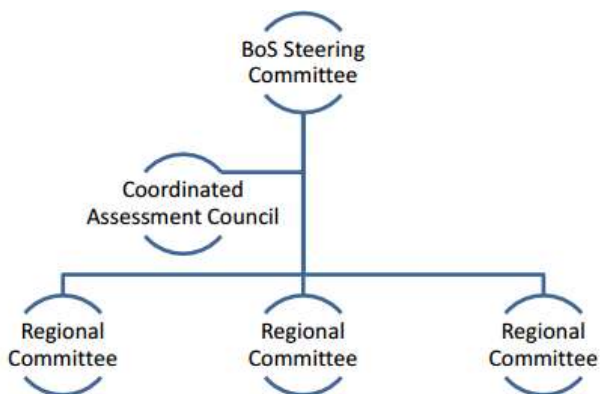 BoS Steering
Committee
Coordinated
Assessment Council
Regional
Committee
Regional
Committee
Regional
Committee